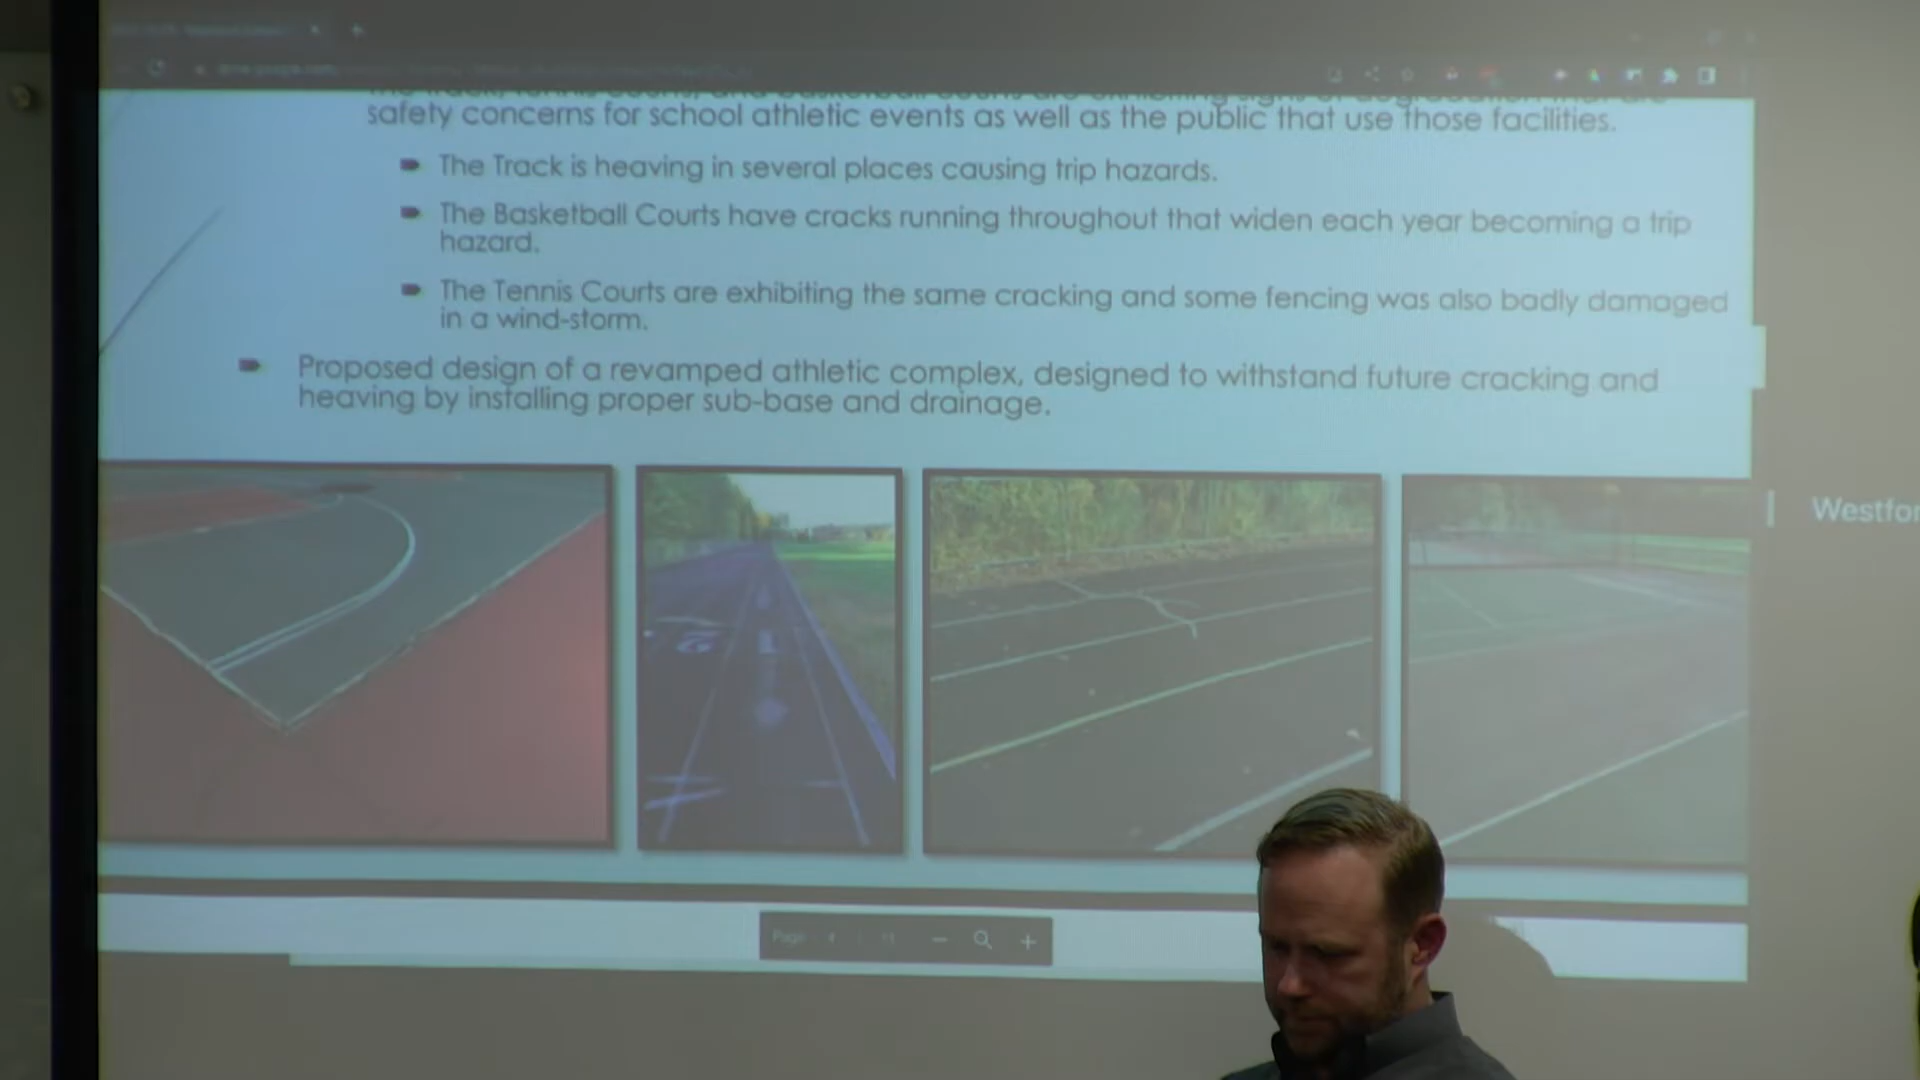 safety concerns for school athletic events as well as the public that use those facilities.
The Track is heaving in several places causing trip hazards.
The Basketball Courts have cracks running throughout that widen each year becoming a trip
hazard.
The Tennis Courts are exhibiting the same cracking and some fencing was also badly damaged
in a wind-storm.
Proposed design of a revamped athletic complex, designed to withstand future cracking and
heaving by installing proper sub-base and drainage.
Westfor
2 1
Page